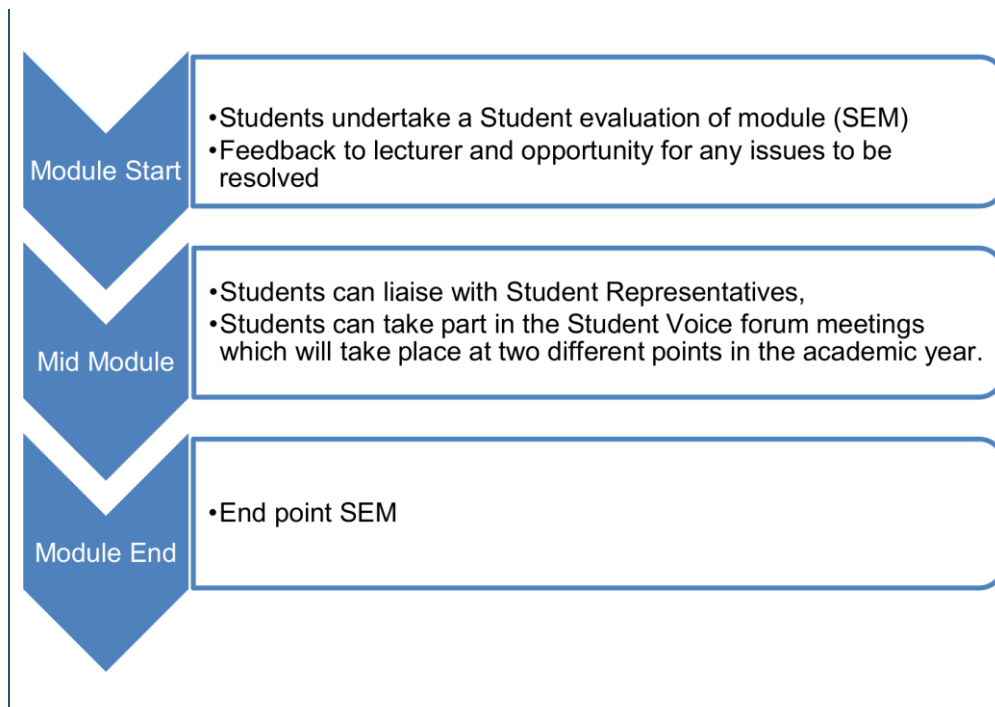 Module Start
•Students undertake a Student evaluation of module (SEM)
•Feedback to lecturer and opportunity for any issues to be
resolved
Mid Module
•Students can liaise with Student Representatives,
•Students can take part in the Student Voice forum meetings
which will take place at two different points in the academic year.
Module End
•End point SEM